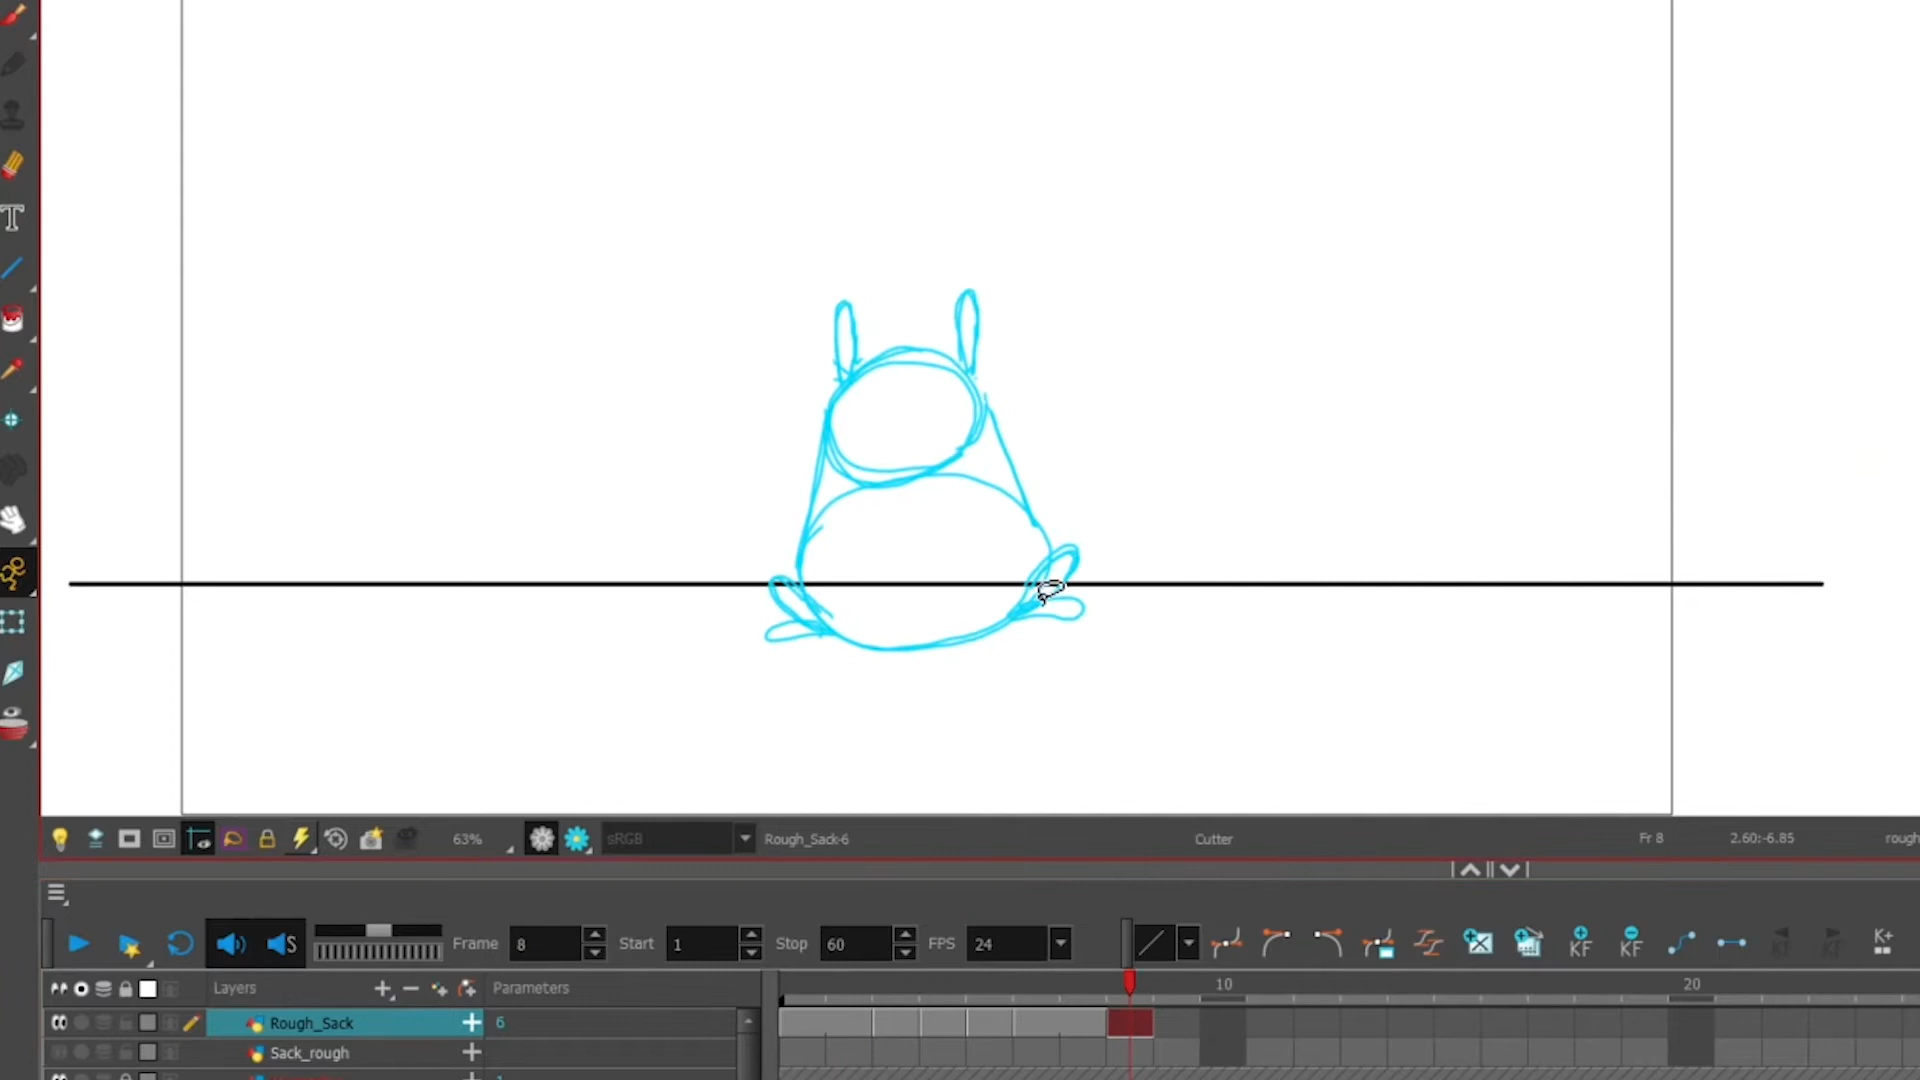 T
63%
sRGB
Rough_Sack-6
Cutter
Fr 8
2.60:-6.85
rough
S
Frame
8
Start
1
Stop
60
FPS
24
KF
KF
K+
Layers
Parameters
10
20
Rough_Sack
6
Sack_rough